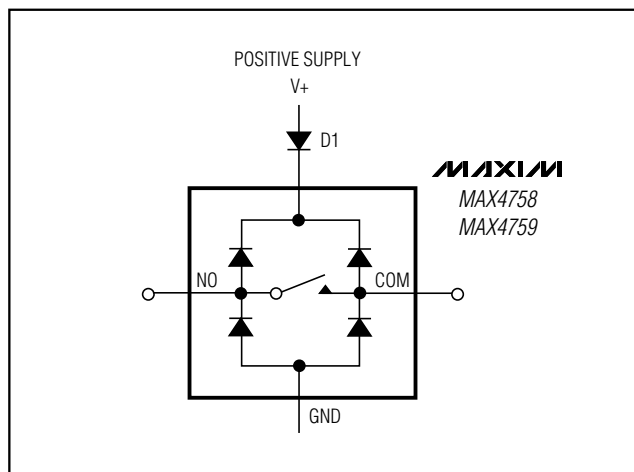 POSITIVE SUPPLY
V+
D1
MAXIM
MAX4758
MAX4759
NO
COM
GND